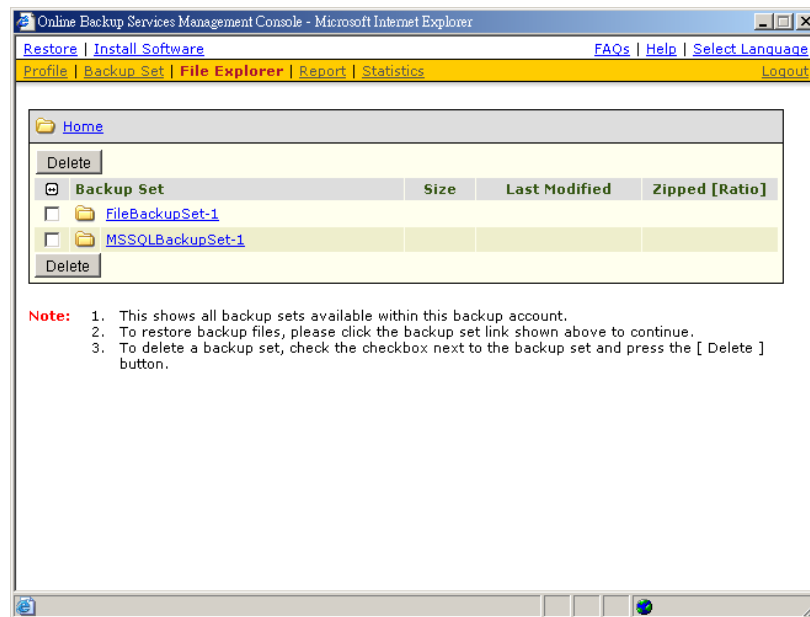 Online Backup Services Management Console - Microsoft Internet Explorer
Restore | Install Software FAQs | Help | Select Language
Profile | Backup Set | File Explorer | Report | Statistics Logout
Home
Delete
Backup Set Size Last Modified Zipped [Ratio]
FileBackupSet-1
MSSQLBackupSet-1
Delete
Note: 1. This shows all backup sets available within this backup account.
2. To restore backup files, please click the backup set link shown above to continue.
3. To delete a backup set, check the checkbox next to the backup set and press the [ Delete ]
button.